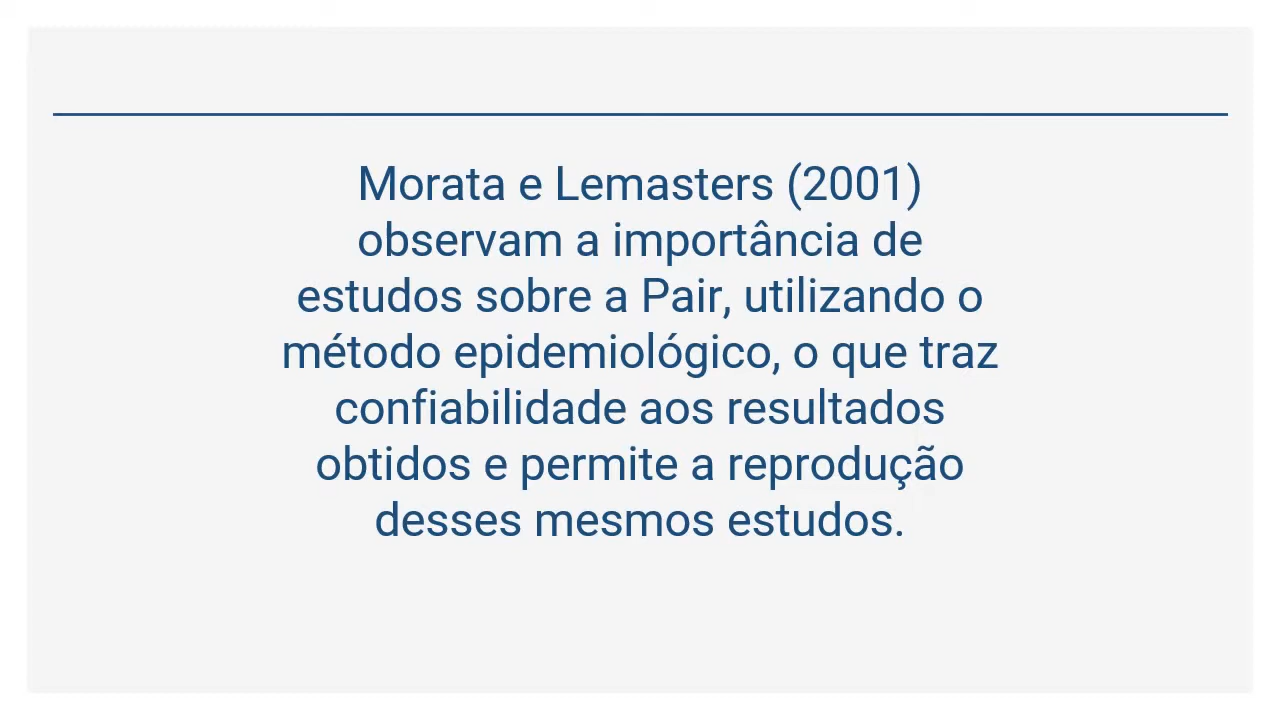 Morata e Lemasters (2001)
observam a importância de
estudos sobre a Pair, utilizando o
método epidemiológico, o que traz
confiabilidade aos resultados
obtidos e permite a reprodução
desses mesmos estudos.